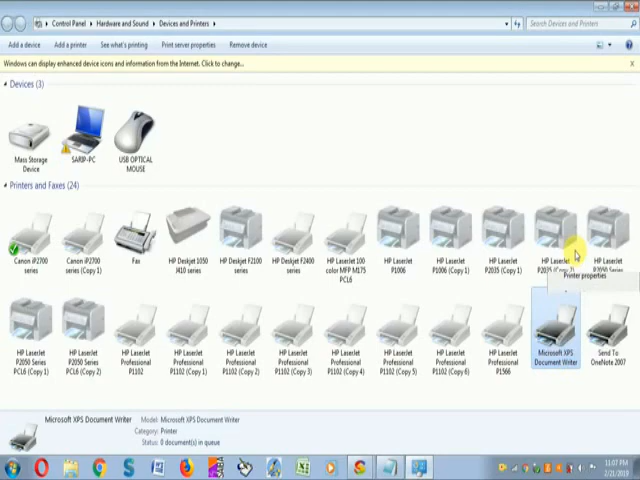 Control Panel ▸ Hardware and Sound ▸ Devices and Printers ▸
Search Devices and Printers
Add a device Add a printer See what's printing Print server properties Remove device
Windows can display enhanced device icons and information from the Internet. Click to change...
Devices (3)
Mass Storage Device
SARIP-PC
USB OPTICAL MOUSE
Printers and Faxes (24)
Canon iP2700 series
Canon iP2700 series (Copy 1)
Fax
HP Deskjet 1050 J410 series
HP Deskjet F2100 series
HP Deskjet F2400 series
HP LaserJet 100 color MFP M175 PCL6
HP LaserJet P1006
HP LaserJet P1006 (Copy 1)
HP LaserJet P2035 (Copy 1)
HP LaserJet P2035 (Copy 2)
HP LaserJet P2050 Series
Printer properties
HP LaserJet P2050 Series PCL6 (Copy 1)
HP LaserJet P2050 Series PCL6 (Copy 2)
HP LaserJet Professional P1102
HP LaserJet Professional P1102 (Copy 1)
HP LaserJet Professional P1102 (Copy 2)
HP LaserJet Professional P1102 (Copy 3)
HP LaserJet Professional P1102 (Copy 4)
HP LaserJet Professional P1102 (Copy 5)
HP LaserJet Professional P1102 (Copy 6)
HP LaserJet Professional P1566
Microsoft XPS Document Writer
Send To OneNote 2007
Microsoft XPS Document Writer Model: Microsoft XPS Document Writer
Category: Printer
Status: 0 document(s) in queue
SABA
11:07 PM
2/21/2019